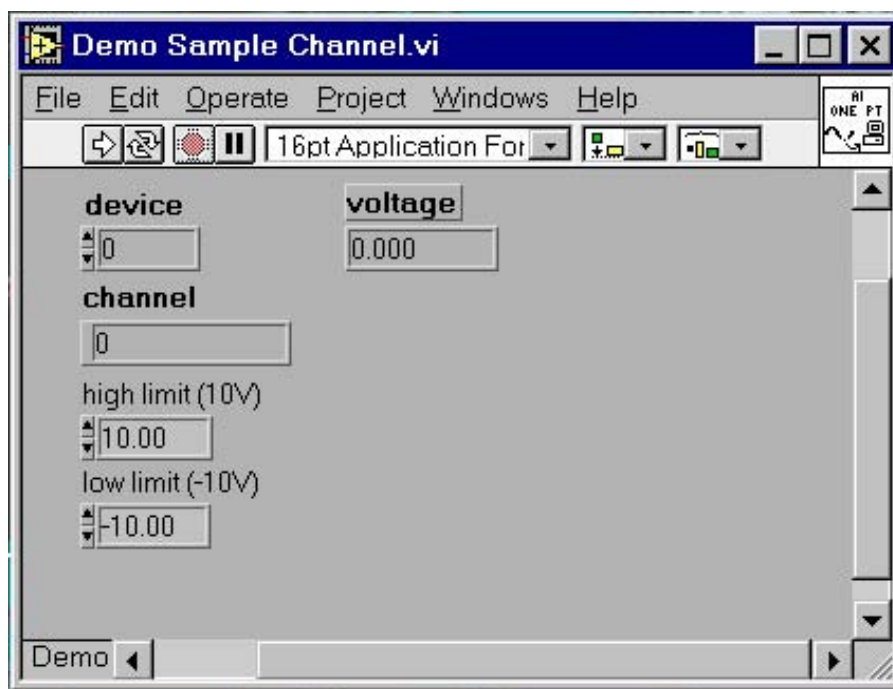 Demo Sample Channel.vi
File Edit Operate Project Windows Help
AI
ONE PT
16pt Application For
device
voltage
0
0.000
channel
0
high limit (10V)
10.00
low limit (-10V)
-10.00
Demo